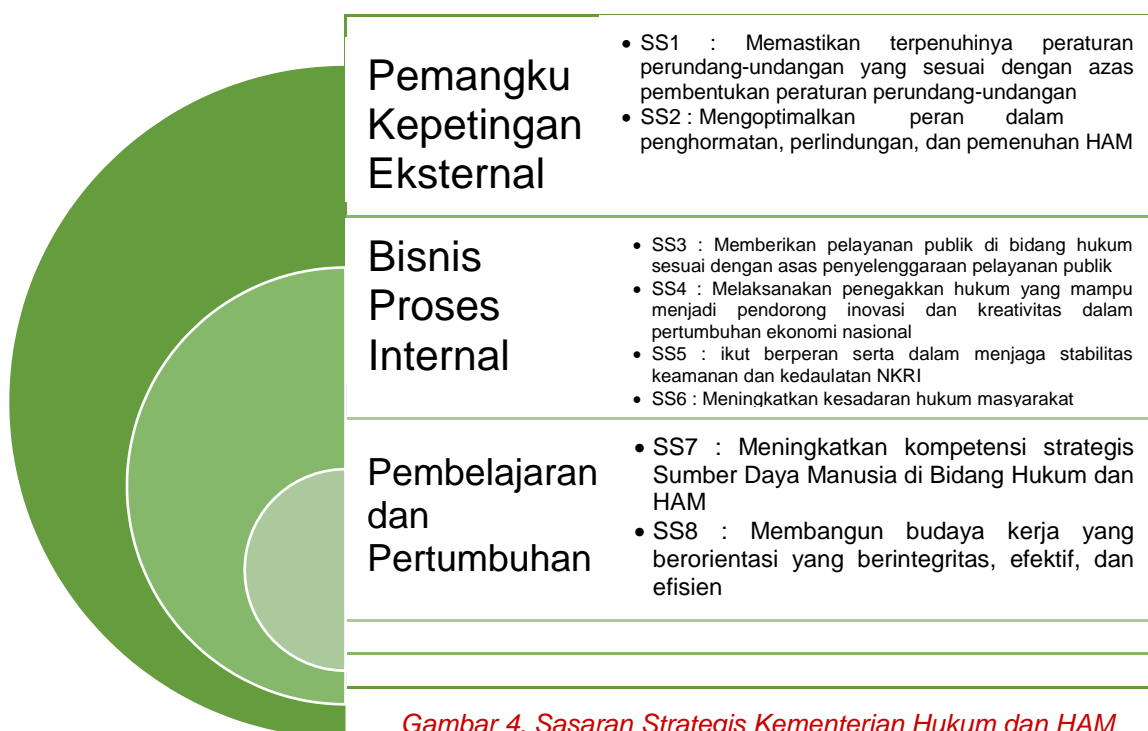 Pemangku
Kepetingan
Eksternal
• SS1 : Memastikan terpenuhinya peraturan
perundang-undangan yang sesuai dengan azas
pembentukan peraturan perundang-undangan
• SS2 : Mengoptimalkan peran dalam
penghormatan, perlindungan, dan pemenuhan HAM
Bisnis
Proses
Internal
• SS3 : Memberikan pelayanan publik di bidang hukum
sesuai dengan asas penyelenggaraan pelayanan publik
• SS4 : Melaksanakan penegakkan hukum yang mampu
menjadi pendorong inovasi dan kreativitas dalam
pertumbuhan ekonomi nasional
• SS5 : ikut berperan serta dalam menjaga stabilitas
keamanan dan kedaulatan NKRI
• SS6 : Meningkatkan kesadaran hukum masyarakat
Pembelajaran
dan
Pertumbuhan
• SS7 : Meningkatkan kompetensi strategis
Sumber Daya Manusia di Bidang Hukum dan
HAM
• SS8 : Membangun budaya kerja yang
berorientasi yang berintegritas, efektif, dan
efisien
Gambar 4. Sasaran Strategis Kementerian Hukum dan HAM